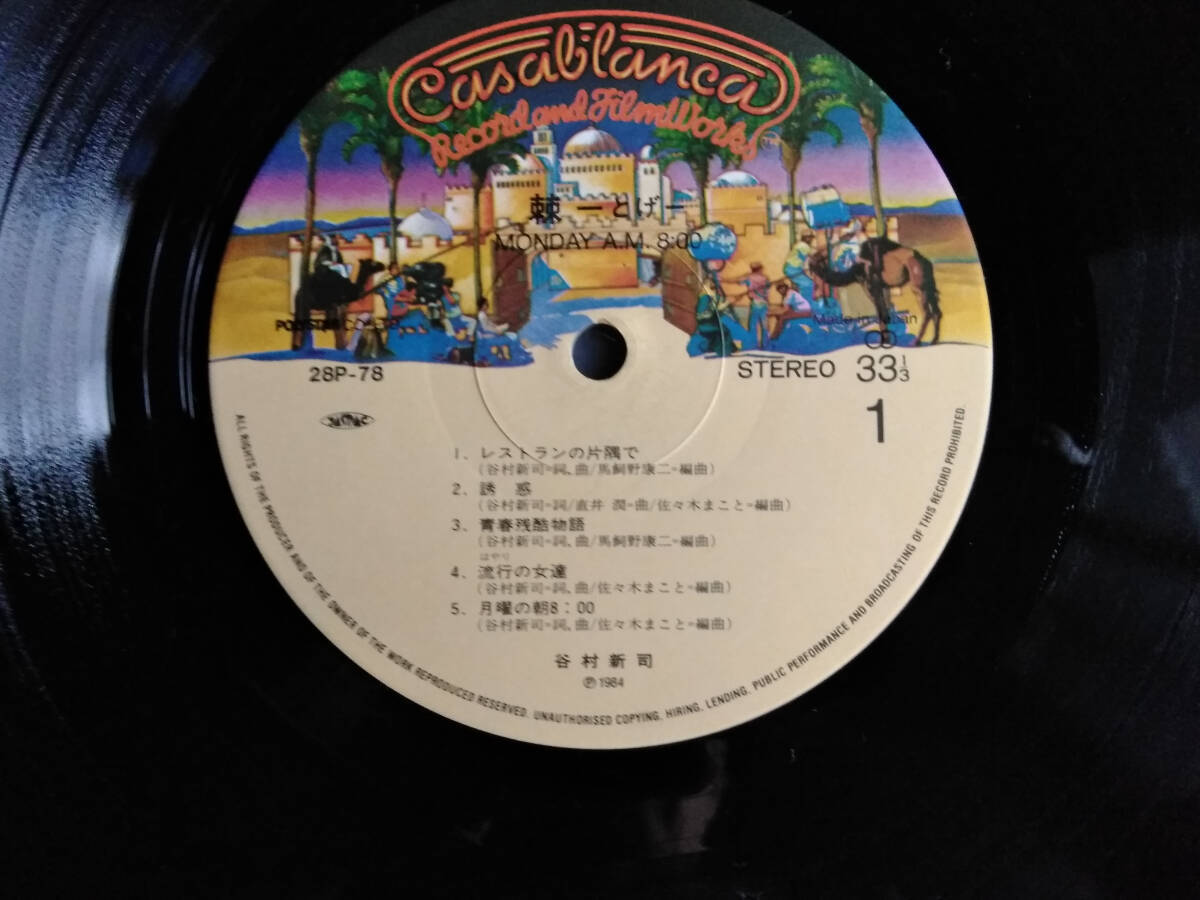 Casablanca
Record and FilmWorks
棘 ーとげー
MONDAY A.M. 8:00
Made in Japan
28P-78
STEREO 33 1/3
1
1. レストランの片隅で
(谷村新司=詞、曲/馬飼野康二=編曲)
2. 誘 惑
(谷村新司=詞/直井 潤=曲/佐々木まこと=編曲)
3. 青春残酷物語
(谷村新司=詞、曲/馬飼野康二=編曲)
はやり
4. 流行の女達
(谷村新司=詞、曲/佐々木まこと=編曲)
5. 月曜の朝8:00
(谷村新司=詞、曲/佐々木まこと=編曲)
谷村新司
Ⓟ1984
ALL RIGHTS OF THE PRODUCER AND OF THE OWNER OF THE WORK REPRODUCED RESERVED. UNAUTHORISED COPYING, HIRING, LENDING, PUBLIC PERFORMANCE AND BROADCASTING OF THIS RECORD PROHIBITED.